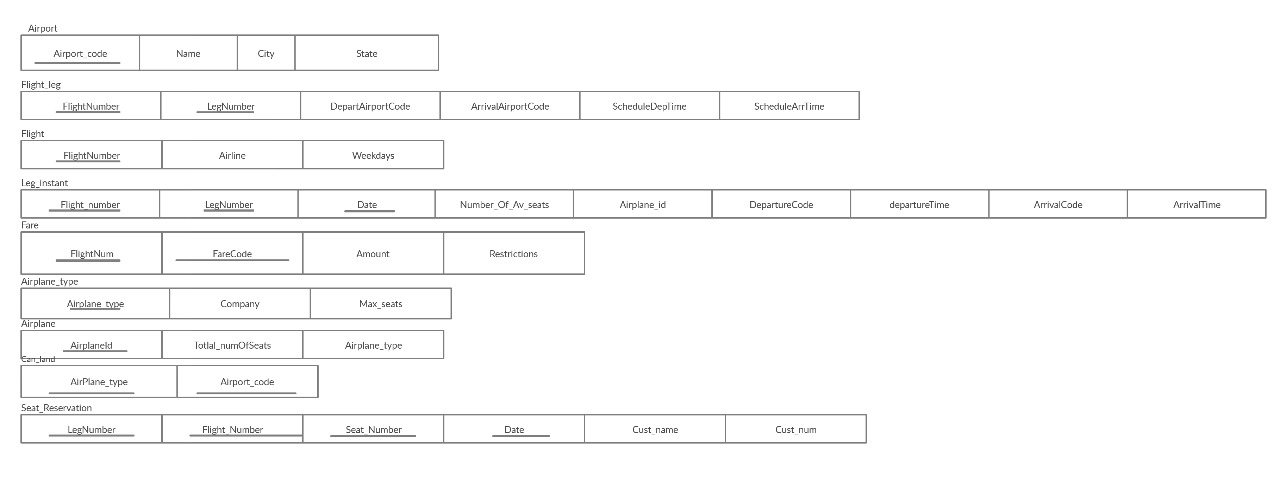 Airport
Airport_code Name City State
Flight_leg
FlightNumber LegNumber DepartAirportCode ArrivalAirportCode ScheduleDepTime ScheduleArrTime
Flight
FlightNumber Airline Weekdays
Leg_Instant
Flight_number LegNumber Date Number_Of_Av_seats Airplane_id DepartureCode departureTime ArrivalCode ArrivalTime
Fare
FlightNum FareCode Amount Restrictions
Airplane_type
Airplane_type Company Max_seats
Airplane
AirplaneId Totlal_numOfSeats Airplane_type
Can_land
AirPlane_type Airport_code
Seat_Reservation
LegNumber Flight_Number Seat_Number Date Cust_name Cust_num